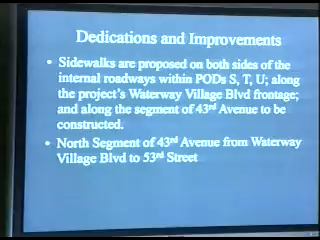 Dedications and Improvements
• Sidewalks are proposed on both sides of the
internal roadways within PODs S, T, U; along
the project's Waterway Village Blvd frontage;
and along the segment of 43rd Avenue to be
constructed.
• North Segment of 43rd Avenue from Waterway
Village Blvd to 53rd Street